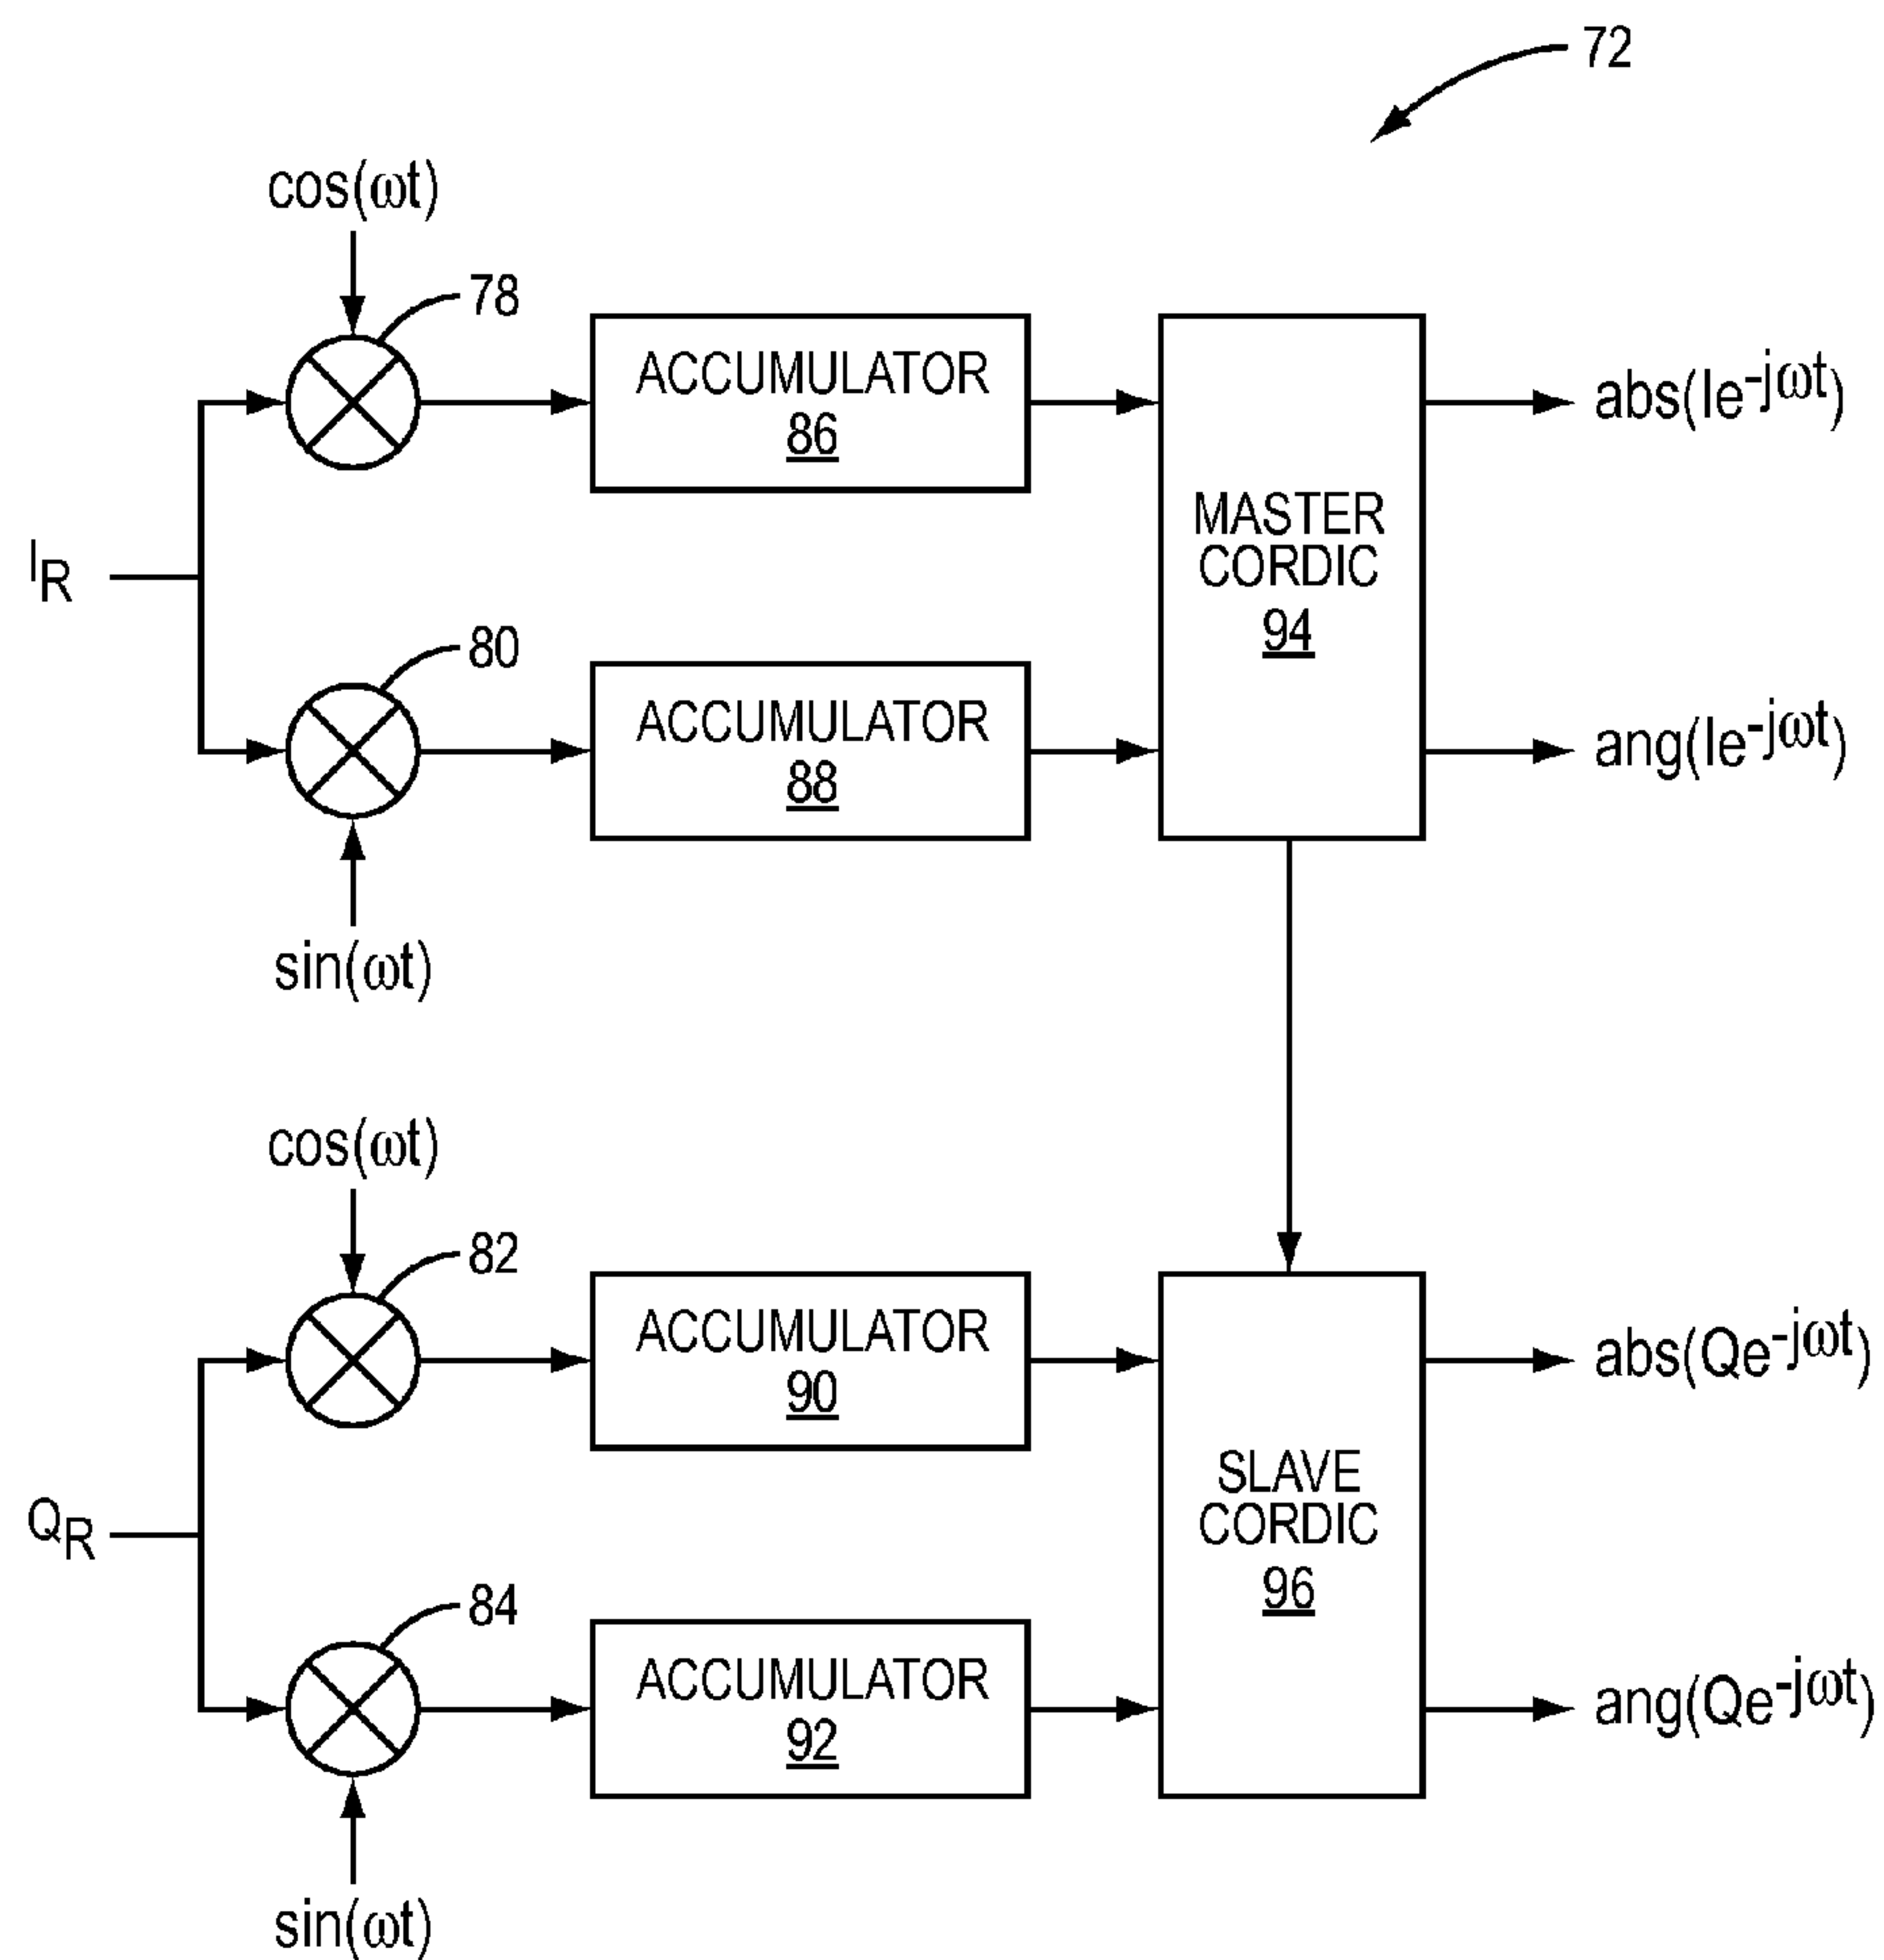 72
cos(ωt)
78
ACCUMULATOR
86
abs(Ie-jωt)
MASTER
CORDIC
94
IR
80
ACCUMULATOR
88
ang(Ie-jωt)
sin(ωt)
cos(ωt)
82
ACCUMULATOR
90
abs(Qe-jωt)
SLAVE
CORDIC
96
QR
84
ACCUMULATOR
92
ang(Qe-jωt)
sin(ωt)